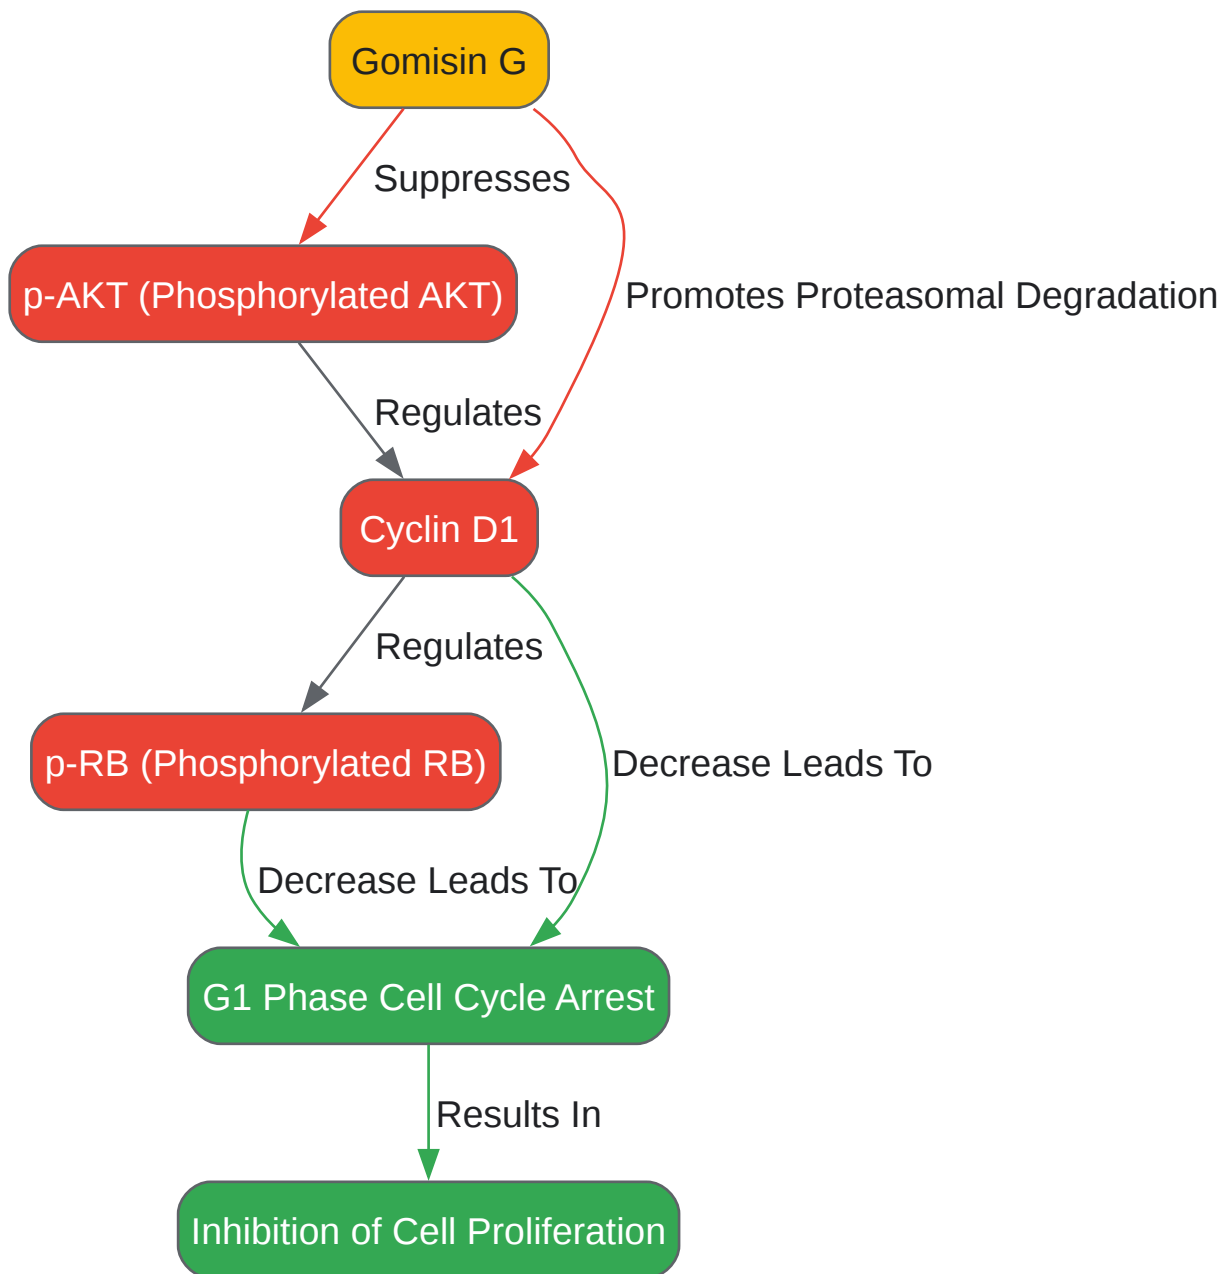 Gomisin G
Suppresses
p-AKT (Phosphorylated AKT)
Promotes Proteasomal Degradation
Regulates
Cyclin D1
Regulates
p-RB (Phosphorylated RB)
Decrease Leads To
Decrease Leads To
G1 Phase Cell Cycle Arrest
Results In
Inhibition of Cell Proliferation